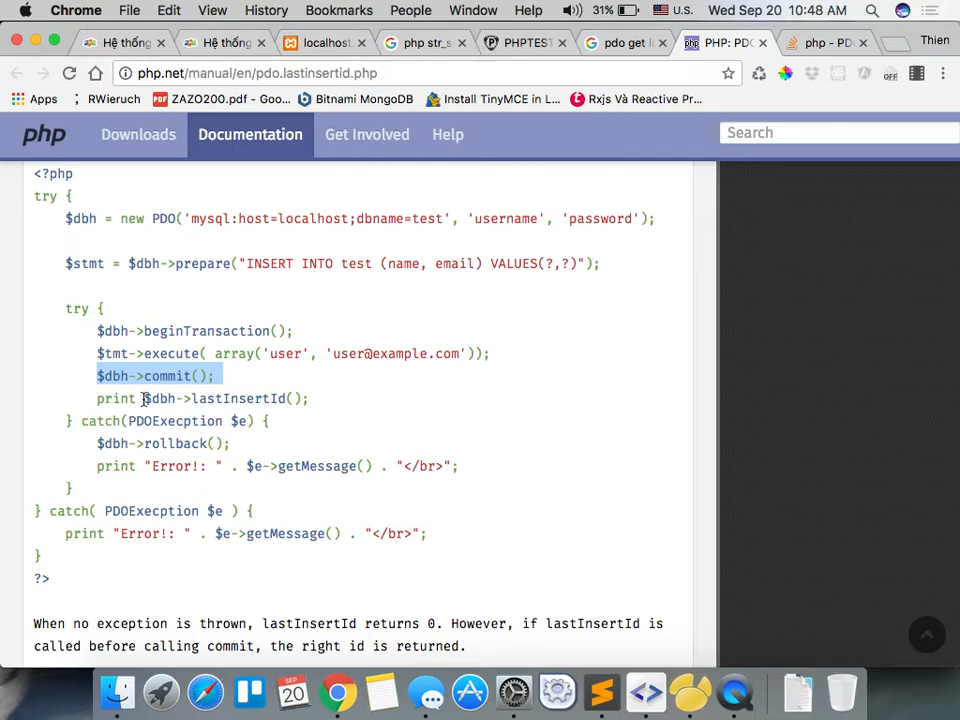 Chrome File Edit View History Bookmarks People Window Help 31% U.S. Wed Sep 20 10:48 AM
Hệ thống Hệ thống localhost php str_s PHPTEST pdo get l PHP: PDO php - PDO Thien
php.net/manual/en/pdo.lastinsertid.php OFF
Apps RWieruch PDF ZAZO200.pdf - Goo... Bitnami MongoDB Install TinyMCE in L... Rxjs Và Reactive Pr...
php Downloads Documentation Get Involved Help Search
<?php
try {
$dbh = new PDO('mysql:host=localhost;dbname=test', 'username', 'password');
$stmt = $dbh->prepare("INSERT INTO test (name, email) VALUES(?,?)");
try {
$dbh->beginTransaction();
$tmt->execute( array('user', 'user@example.com'));
$dbh->commit();
print $dbh->lastInsertId();
} catch(PDOExecption $e) {
$dbh->rollback();
print "Error!: " . $e->getMessage() . "</br>";
}
} catch( PDOExecption $e ) {
print "Error!: " . $e->getMessage() . "</br>";
}
?>
When no exception is thrown, lastInsertId returns 0. However, if lastInsertId is
called before calling commit, the right id is returned.
SEP
20